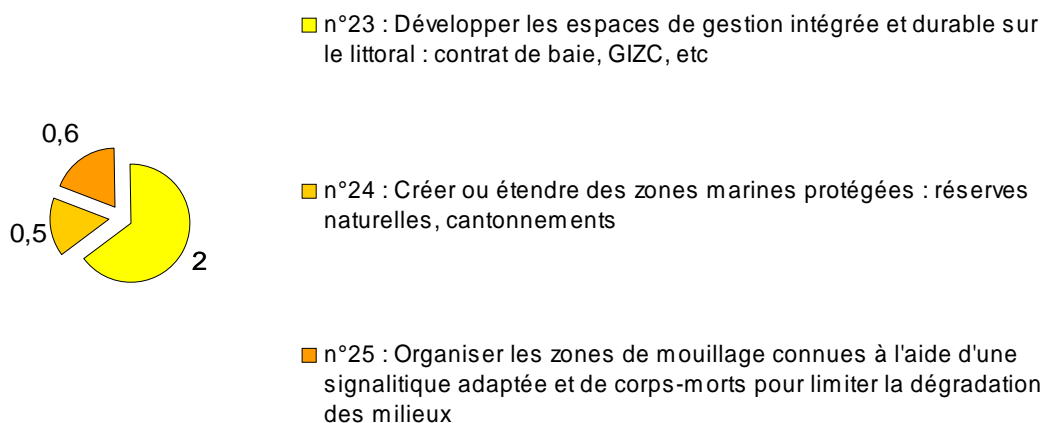 n°23 : Développer les espaces de gestion intégrée et durable sur
le littoral : contrat de baie, GIZC, etc
0,6
n°24 : Créer ou étendre des zones marines protégées : réserves
naturelles, cantonnements
0,5
2
n°25 : Organiser les zones de mouillage connues à l'aide d'une
signalitique adaptée et de corps-morts pour limiter la dégradation
des milieux